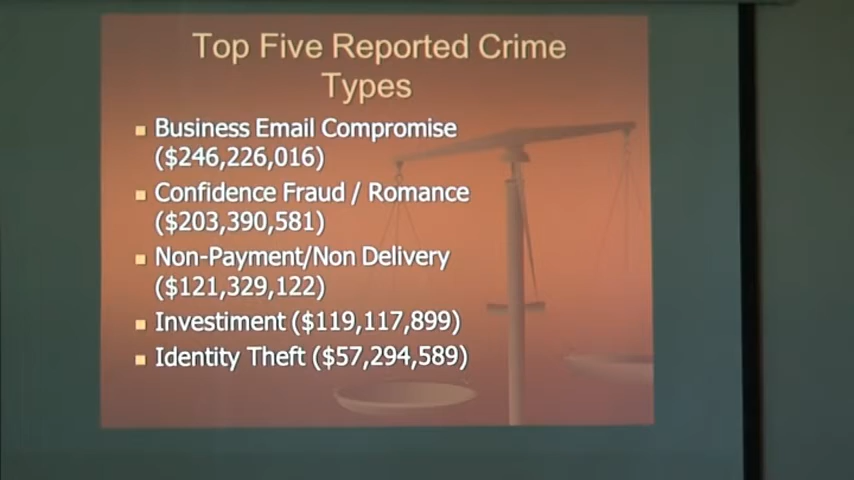 Top Five Reported Crime
Types
Business Email Compromise
($246,226,016)
Confidence Fraud / Romance
($203,390,581)
Non-Payment/Non Delivery
($121,329,122)
Investiment ($119,117,899)
Identity Theft ($57,294,589)